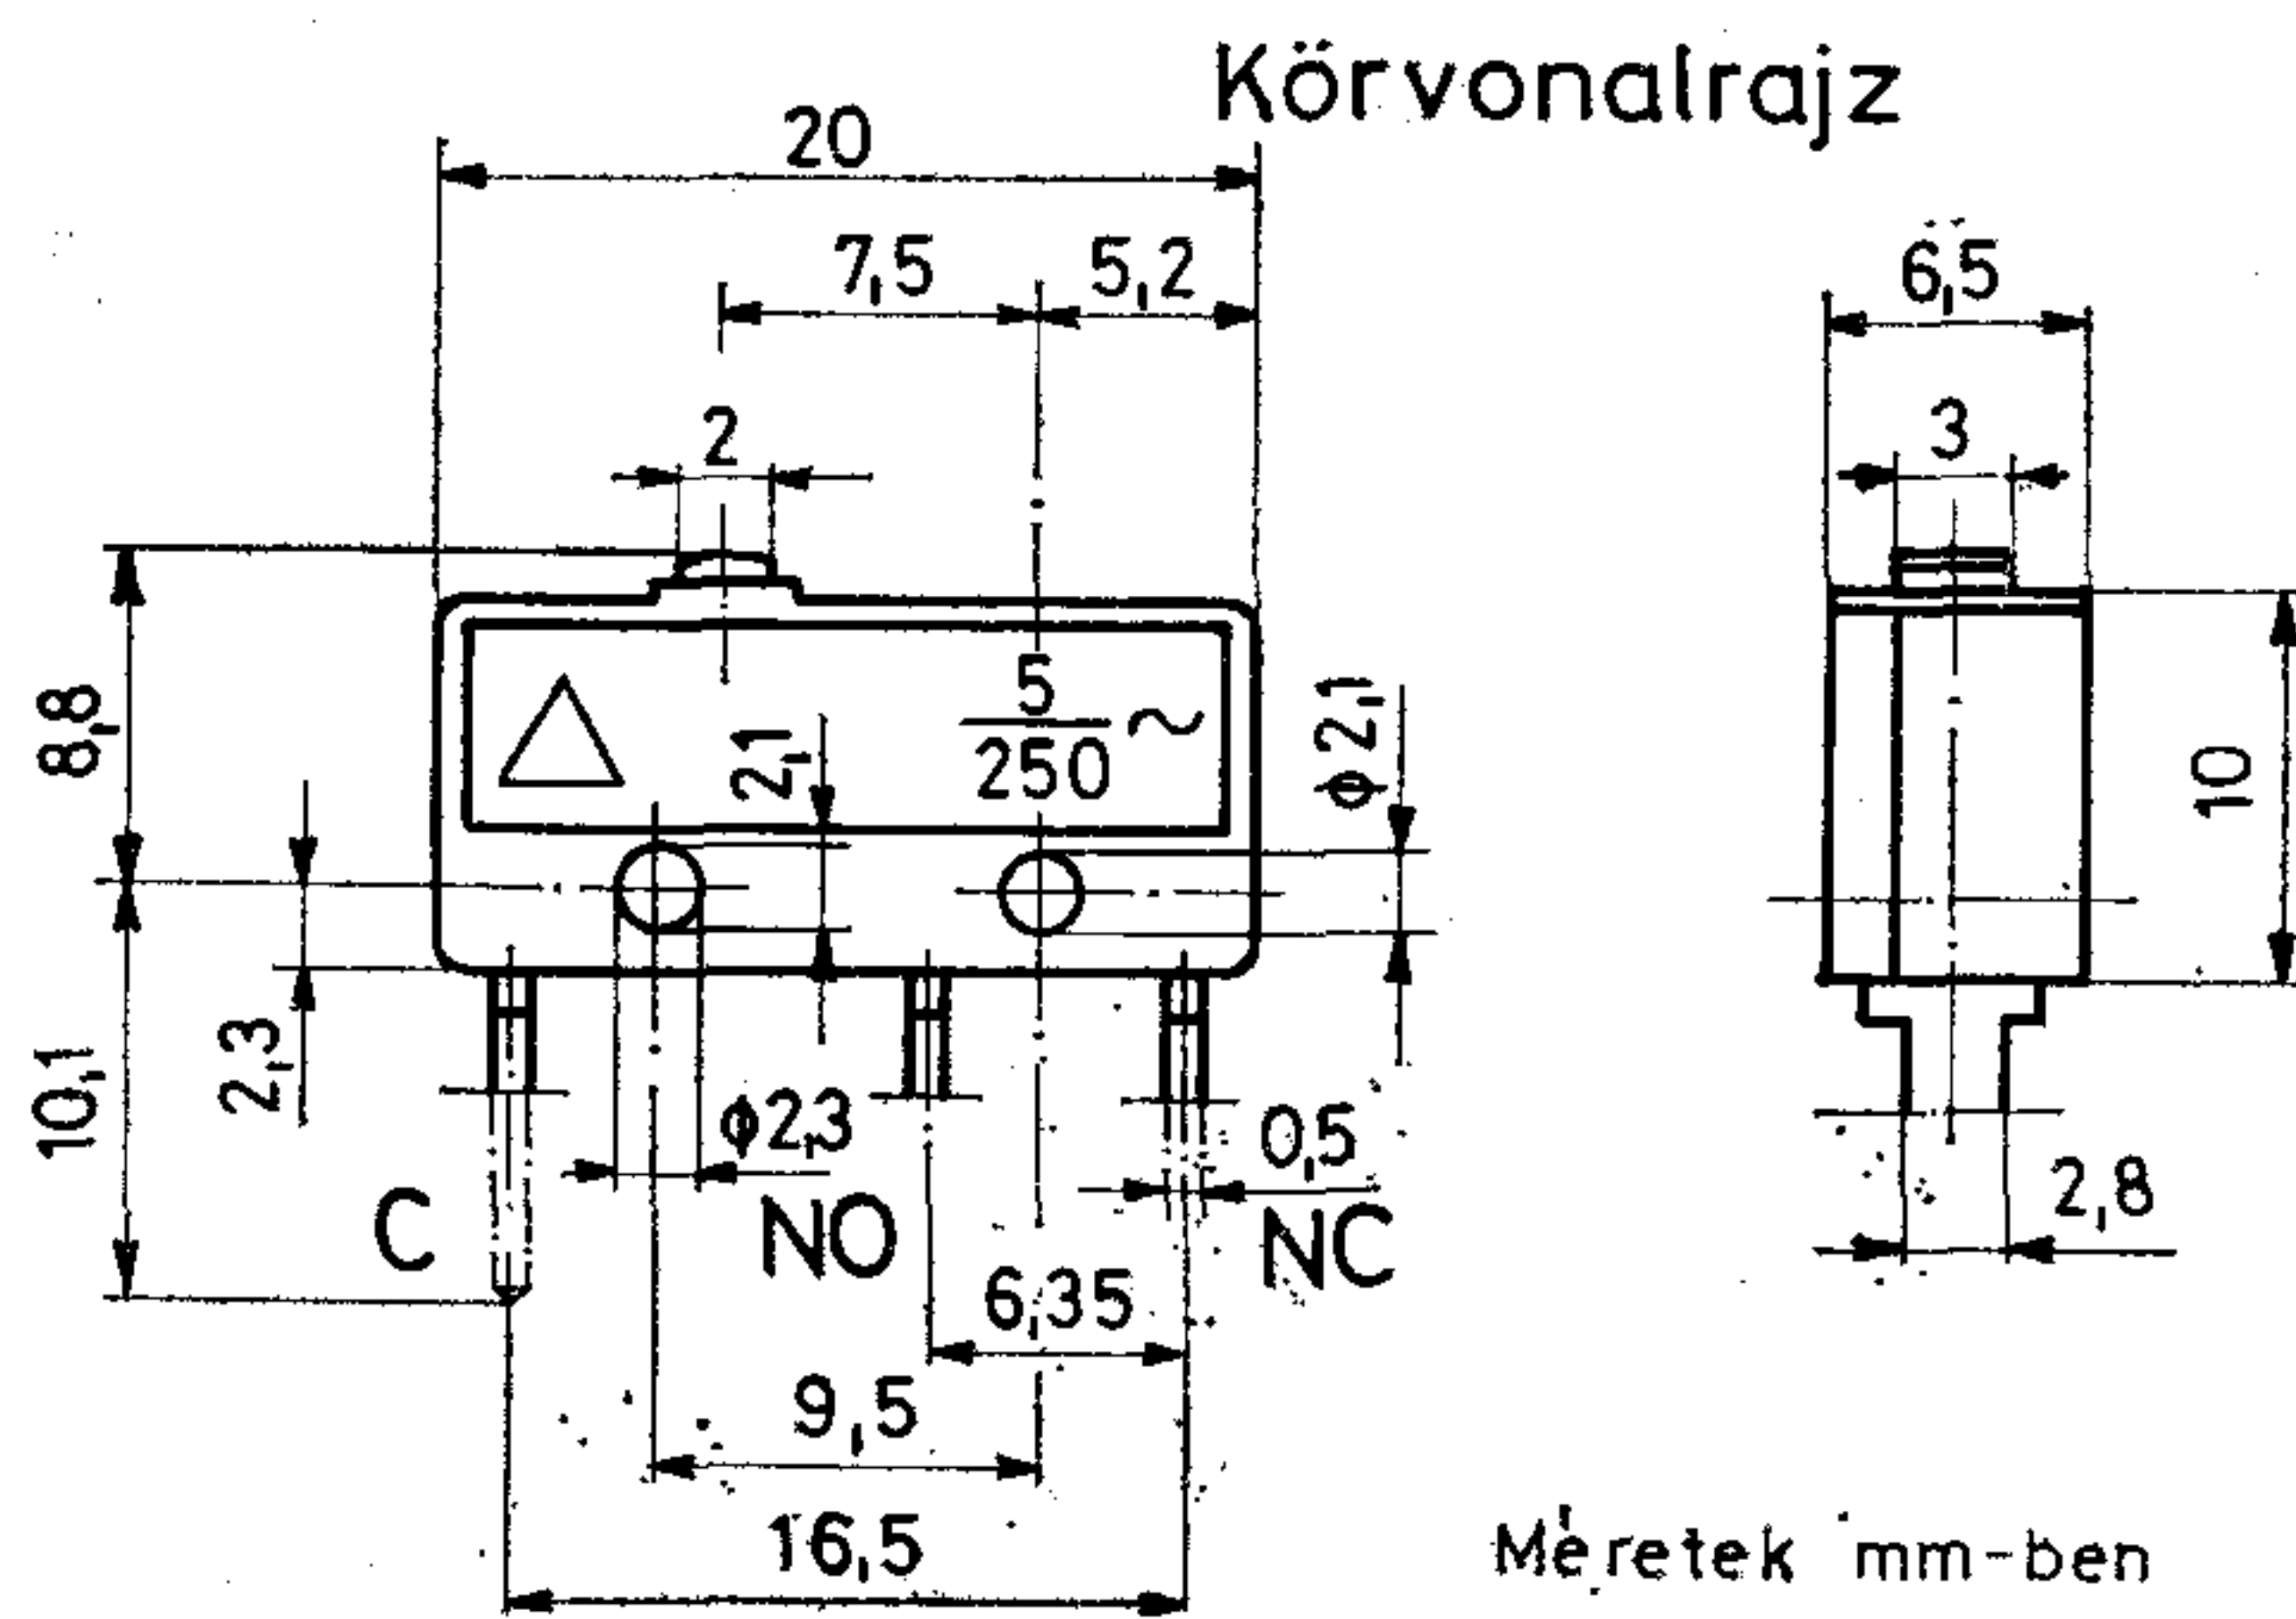 Körvonalrajz
20
7,5
5,2
6,5
2
3
8,8
5
250
~
2,1
ϕ2,1
10
10,1
2,3
ϕ2,3
0,5
2,8
C
NO
NC
6,35
9,5
16,5
Méretek mm-ben